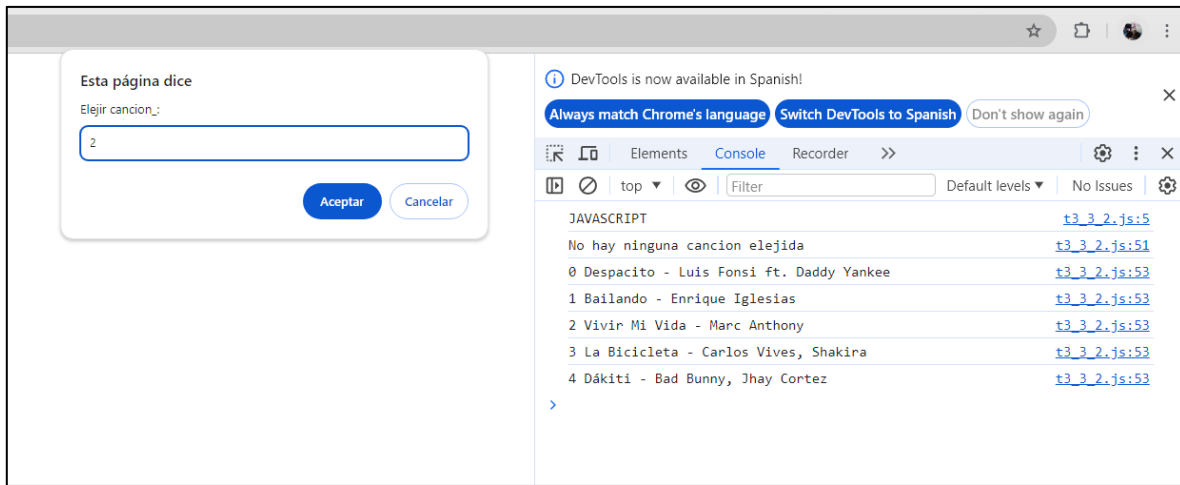 Esta página dice
Elejir cancion_:
2
Aceptar
Cancelar
DevTools is now available in Spanish!
Always match Chrome's language
Switch DevTools to Spanish
Don't show again
Elements
Console
Recorder
top
Filter
Default levels
No Issues
JAVASCRIPT t3_3_2.js:5
No hay ninguna cancion elejida t3_3_2.js:51
0 Despacito - Luis Fonsi ft. Daddy Yankee t3_3_2.js:53
1 Bailando - Enrique Iglesias t3_3_2.js:53
2 Vivir Mi Vida - Marc Anthony t3_3_2.js:53
3 La Bicicleta - Carlos Vives, Shakira t3_3_2.js:53
4 Dákiti - Bad Bunny, Jhay Cortez t3_3_2.js:53